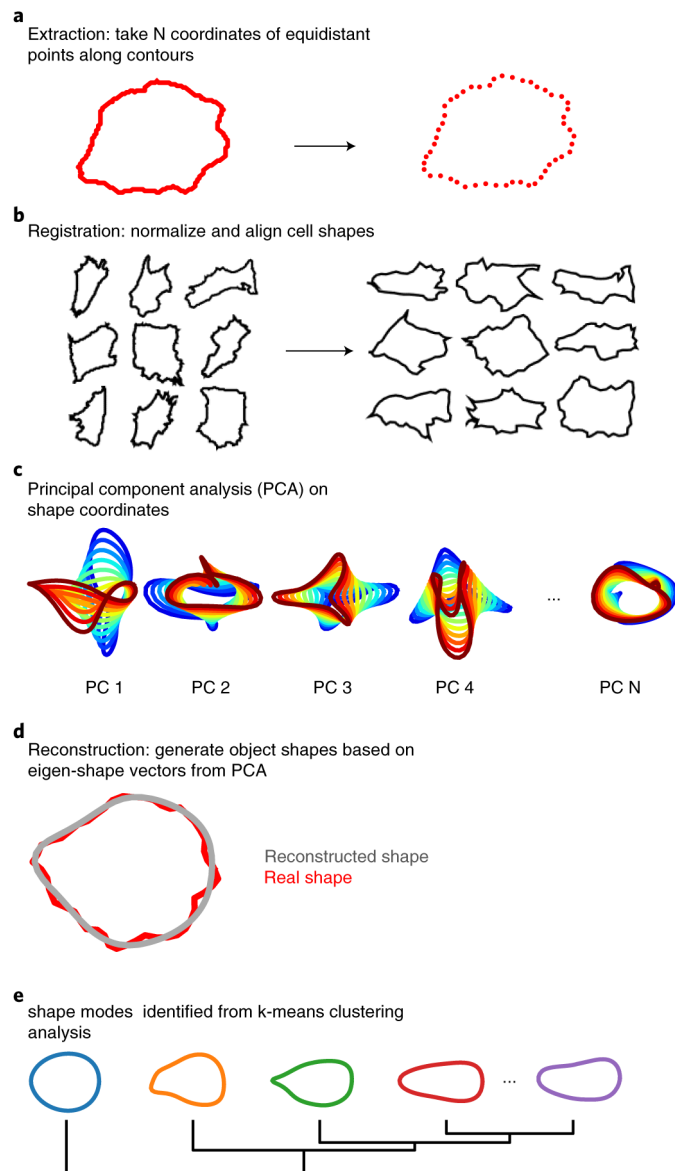 a
Extraction: take N coordinates of equidistant
points along contours
b
Registration: normalize and align cell shapes
c
Principal component analysis (PCA) on
shape coordinates
...
PC 1 PC 2 PC 3 PC 4 PC N
d
Reconstruction: generate object shapes based on
eigen-shape vectors from PCA
Reconstructed shape
Real shape
e
shape modes identified from k-means clustering
analysis
...